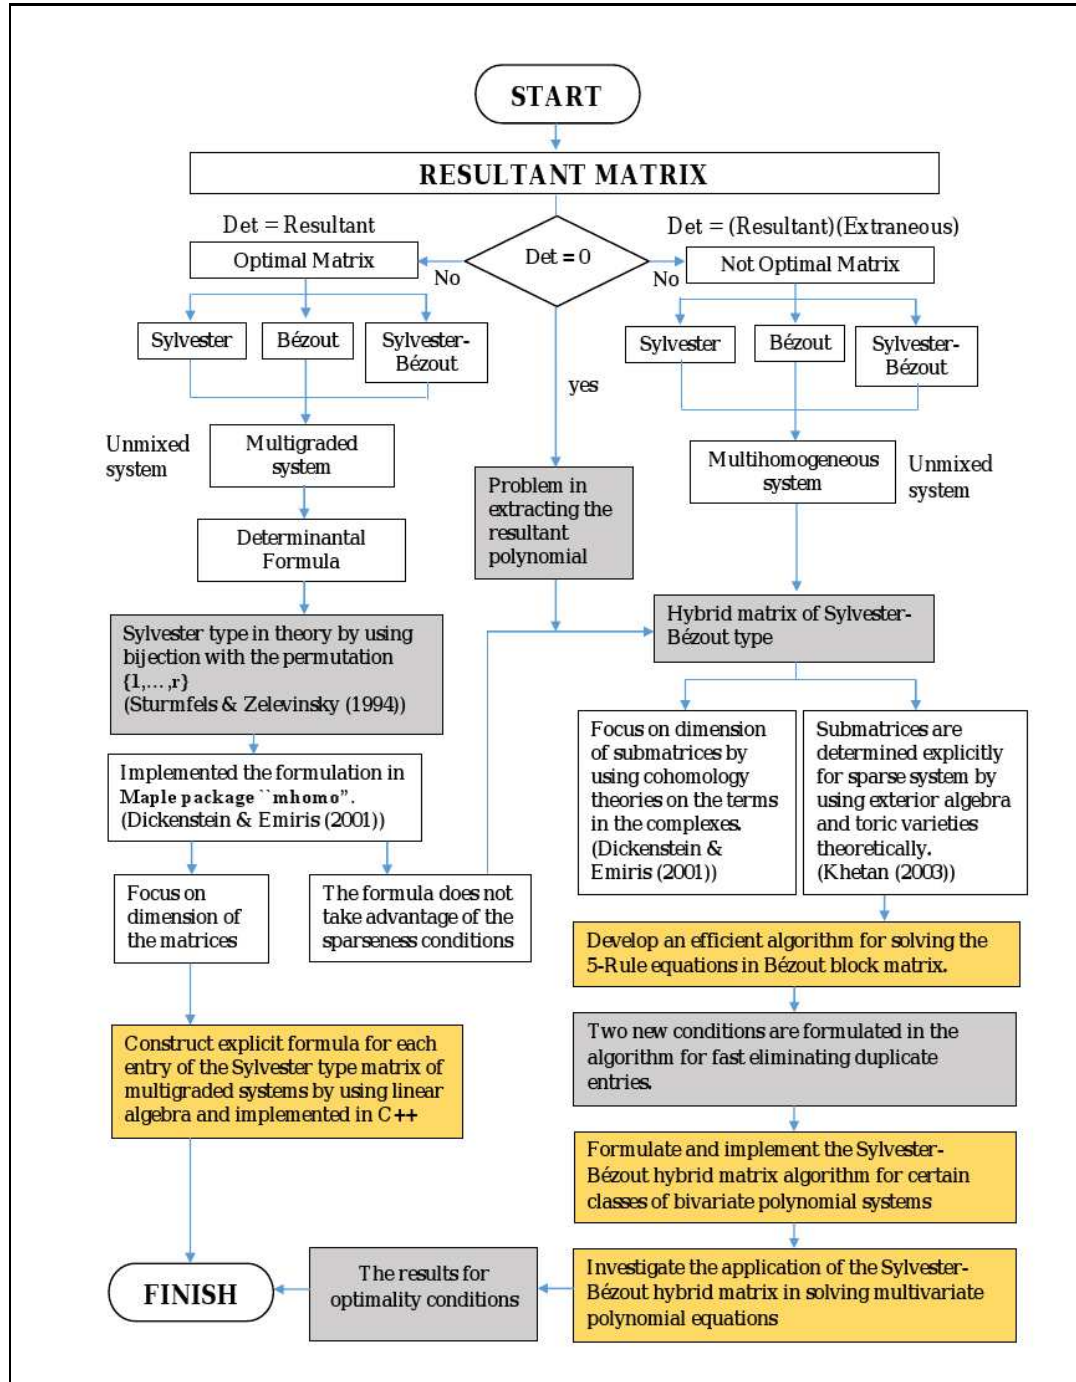 START
RESULTANT MATRIX
Det = Resultant
Det = (Resultant)(Extraneous)
Optimal Matrix
Det = 0
Not Optimal Matrix
No
No
Sylvester
Bézout
Sylvester-
Bézout
Sylvester
Bézout
Sylvester-
Bézout
yes
Unmixed
system
Multigraded
system
Multihomogeneous
system
Unmixed
system
Problem in
extracting the
resultant
polynomial
Determinantal
Formula
Hybrid matrix of Sylvester-
Bézout type
Sylvester type in theory by using
bijection with the permutation
{1,...,r}
(Sturmfels & Zelevinsky (1994))
Focus on dimension
of submatrices by
using cohomology
theories on the terms
in the complexes.
(Dickenstein &
Emiris (2001))
Submatrices are
determined explicitly
for sparse system by
using exterior algebra
and toric varieties
theoretically.
(Khetan (2003))
Implemented the formulation in
Maple package ``mhomo”.
(Dickenstein & Emiris (2001))
Focus on
dimension of
the matrices
The formula does not
take advantage of the
sparseness conditions
Develop an efficient algorithm for solving the
5-Rule equations in Bézout block matrix.
Two new conditions are formulated in the
algorithm for fast eliminating duplicate
entries.
Construct explicit formula for each
entry of the Sylvester type matrix of
multigraded systems by using linear
algebra and implemented in C++
Formulate and implement the Sylvester-
Bézout hybrid matrix algorithm for certain
classes of bivariate polynomial systems
Investigate the application of the Sylvester-
Bézout hybrid matrix in solving multivariate
polynomial equations
The results for
optimality conditions
FINISH